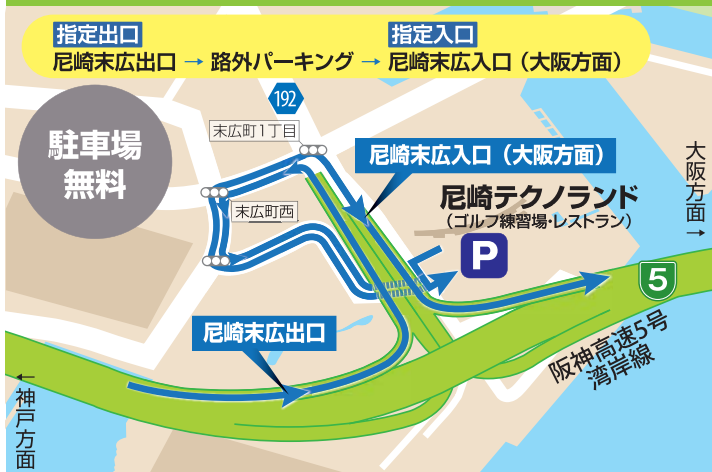 指定出口
指定入口
尼崎末広出口 → 路外パーキング → 尼崎末広入口（大阪方面）
192
駐車場
無料
末広町1丁目
尼崎末広入口（大阪方面）
大阪方面→
尼崎テクノランド
（ゴルフ練習場･レストラン）
末広町西
P
5
尼崎末広出口
阪神高速5号
湾岸線
←神戸方面